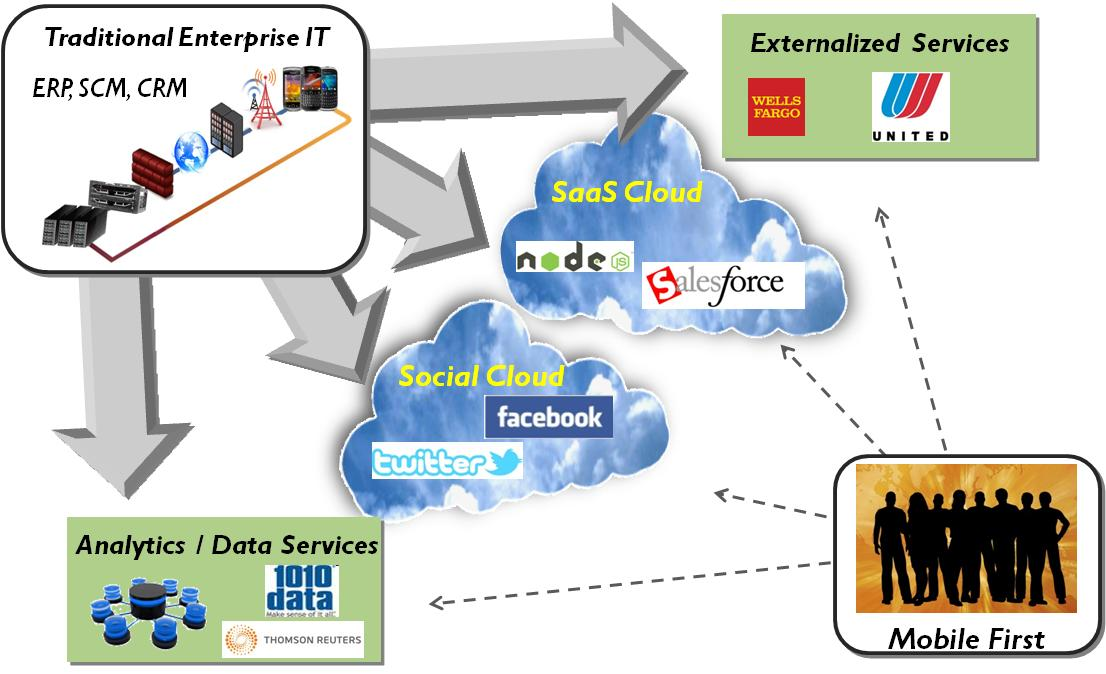 Traditional Enterprise IT
ERP, SCM, CRM
Externalized Services
WELLS
FARGO
UNITED
SaaS Cloud
node
JS
salesforce
Social Cloud
facebook
twitter
Analytics / Data Services
1010
data
Make sense of it all
THOMSON REUTERS
Mobile First